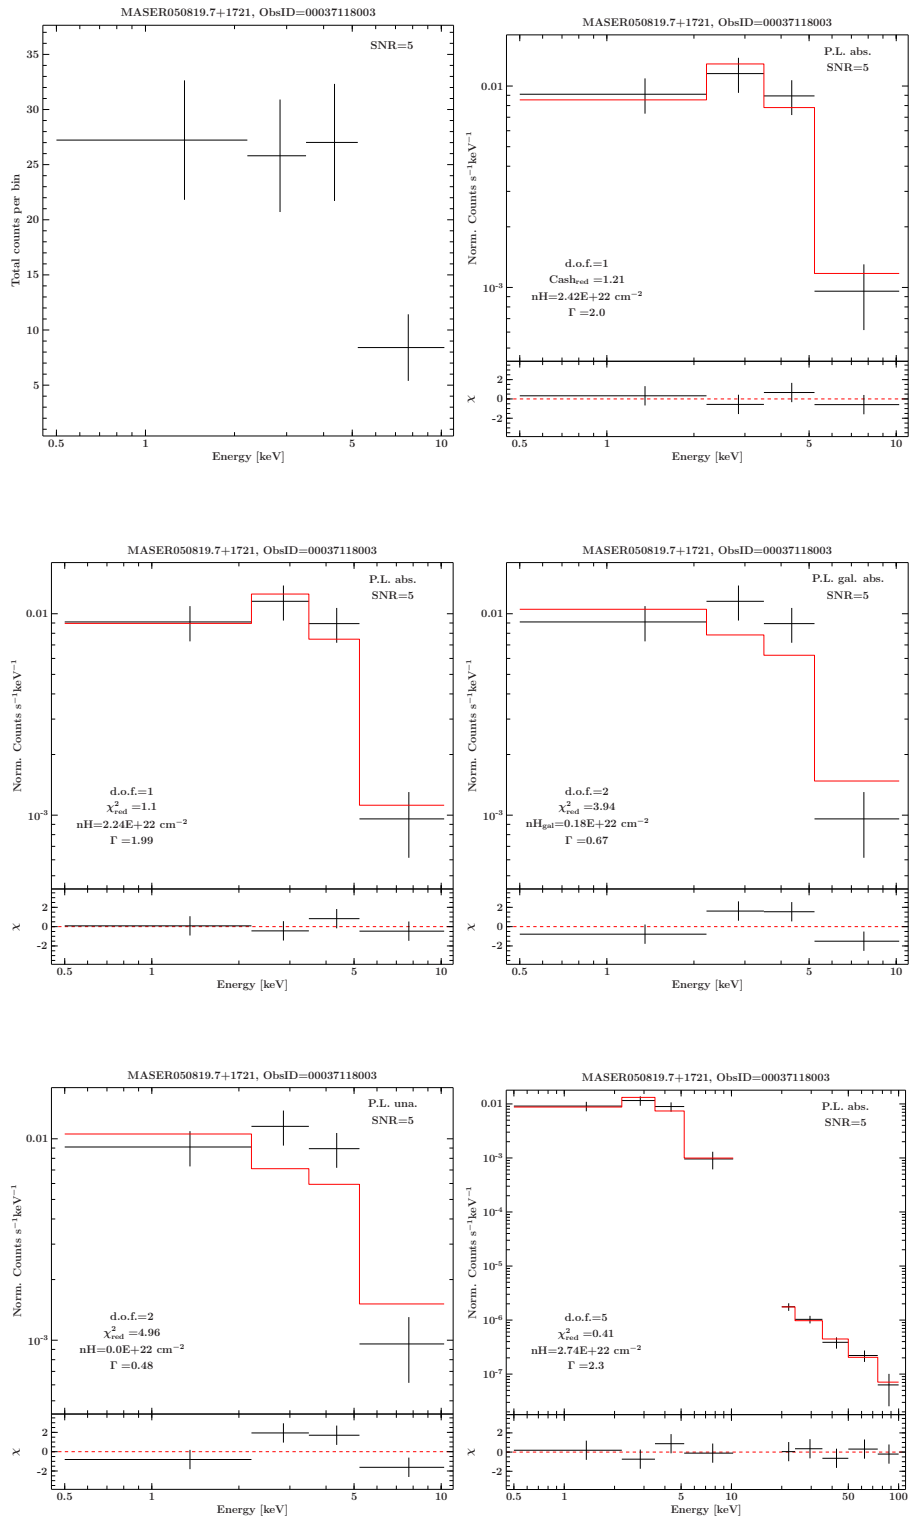 MASER050819.7+1721, ObsID=00037118003
SNR=5
Total counts per bin
35
30
25
20
15
10
5
0.5 1 5 10
Energy [keV]
MASER050819.7+1721, ObsID=00037118003
P.L. abs.
SNR=5
Norm. Counts s⁻¹keV⁻¹
0.01
10⁻³
d.o.f.=1
Cash_red =1.21
nH=2.42E+22 cm⁻²
Γ =2.0
χ
2
0
-2
0.5 1 5 10
Energy [keV]
MASER050819.7+1721, ObsID=00037118003
P.L. abs.
SNR=5
Norm. Counts s⁻¹keV⁻¹
0.01
10⁻³
d.o.f.=1
χ²_red =1.1
nH=2.24E+22 cm⁻²
Γ =1.99
χ
2
0
-2
0.5 1 5 10
Energy [keV]
MASER050819.7+1721, ObsID=00037118003
P.L. gal. abs.
SNR=5
Norm. Counts s⁻¹keV⁻¹
0.01
10⁻³
d.o.f.=2
χ²_red =3.94
nH_gal=0.18E+22 cm⁻²
Γ =0.67
χ
2
0
-2
0.5 1 5 10
Energy [keV]
MASER050819.7+1721, ObsID=00037118003
P.L. una.
SNR=5
Norm. Counts s⁻¹keV⁻¹
0.01
10⁻³
d.o.f.=2
χ²_red =4.96
nH=0.0E+22 cm⁻²
Γ =0.48
χ
2
0
-2
0.5 1 5 10
Energy [keV]
MASER050819.7+1721, ObsID=00037118003
P.L. abs.
SNR=5
Norm. Counts s⁻¹keV⁻¹
0.01
10⁻³
10⁻⁴
10⁻⁵
10⁻⁶
10⁻⁷
d.o.f.=5
χ²_red =0.41
nH=2.74E+22 cm⁻²
Γ =2.3
χ
2
0
-2
0.5 1 5 10 50 100
Energy [keV]